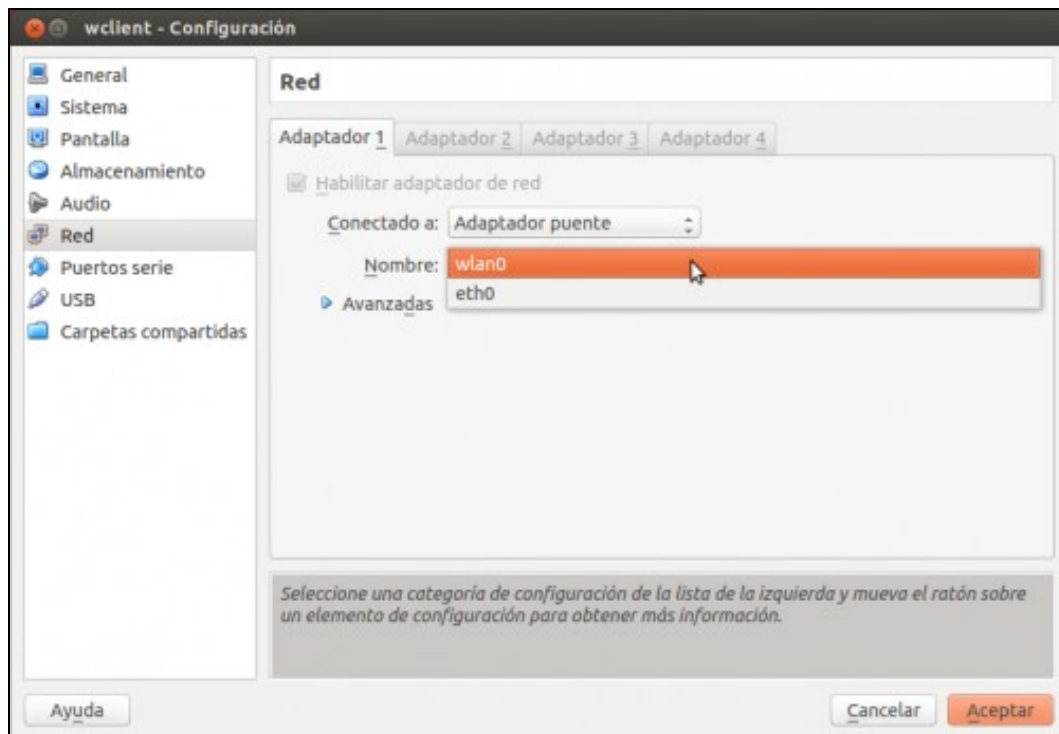 wclient - Configuración
General
Sistema
Pantalla
Almacenamiento
Audio
Red
Puertos serie
USB
Carpetas compartidas
Red
Adaptador 1 Adaptador 2 Adaptador 3 Adaptador 4
Habilitar adaptador de red
Conectado a: Adaptador puente
Nombre: wlan0
eth0
Avanzadas
Seleccione una categoría de configuración de la lista de la izquierda y mueva el ratón sobre
un elemento de configuración para obtener más información.
Ayuda Cancelar Aceptar